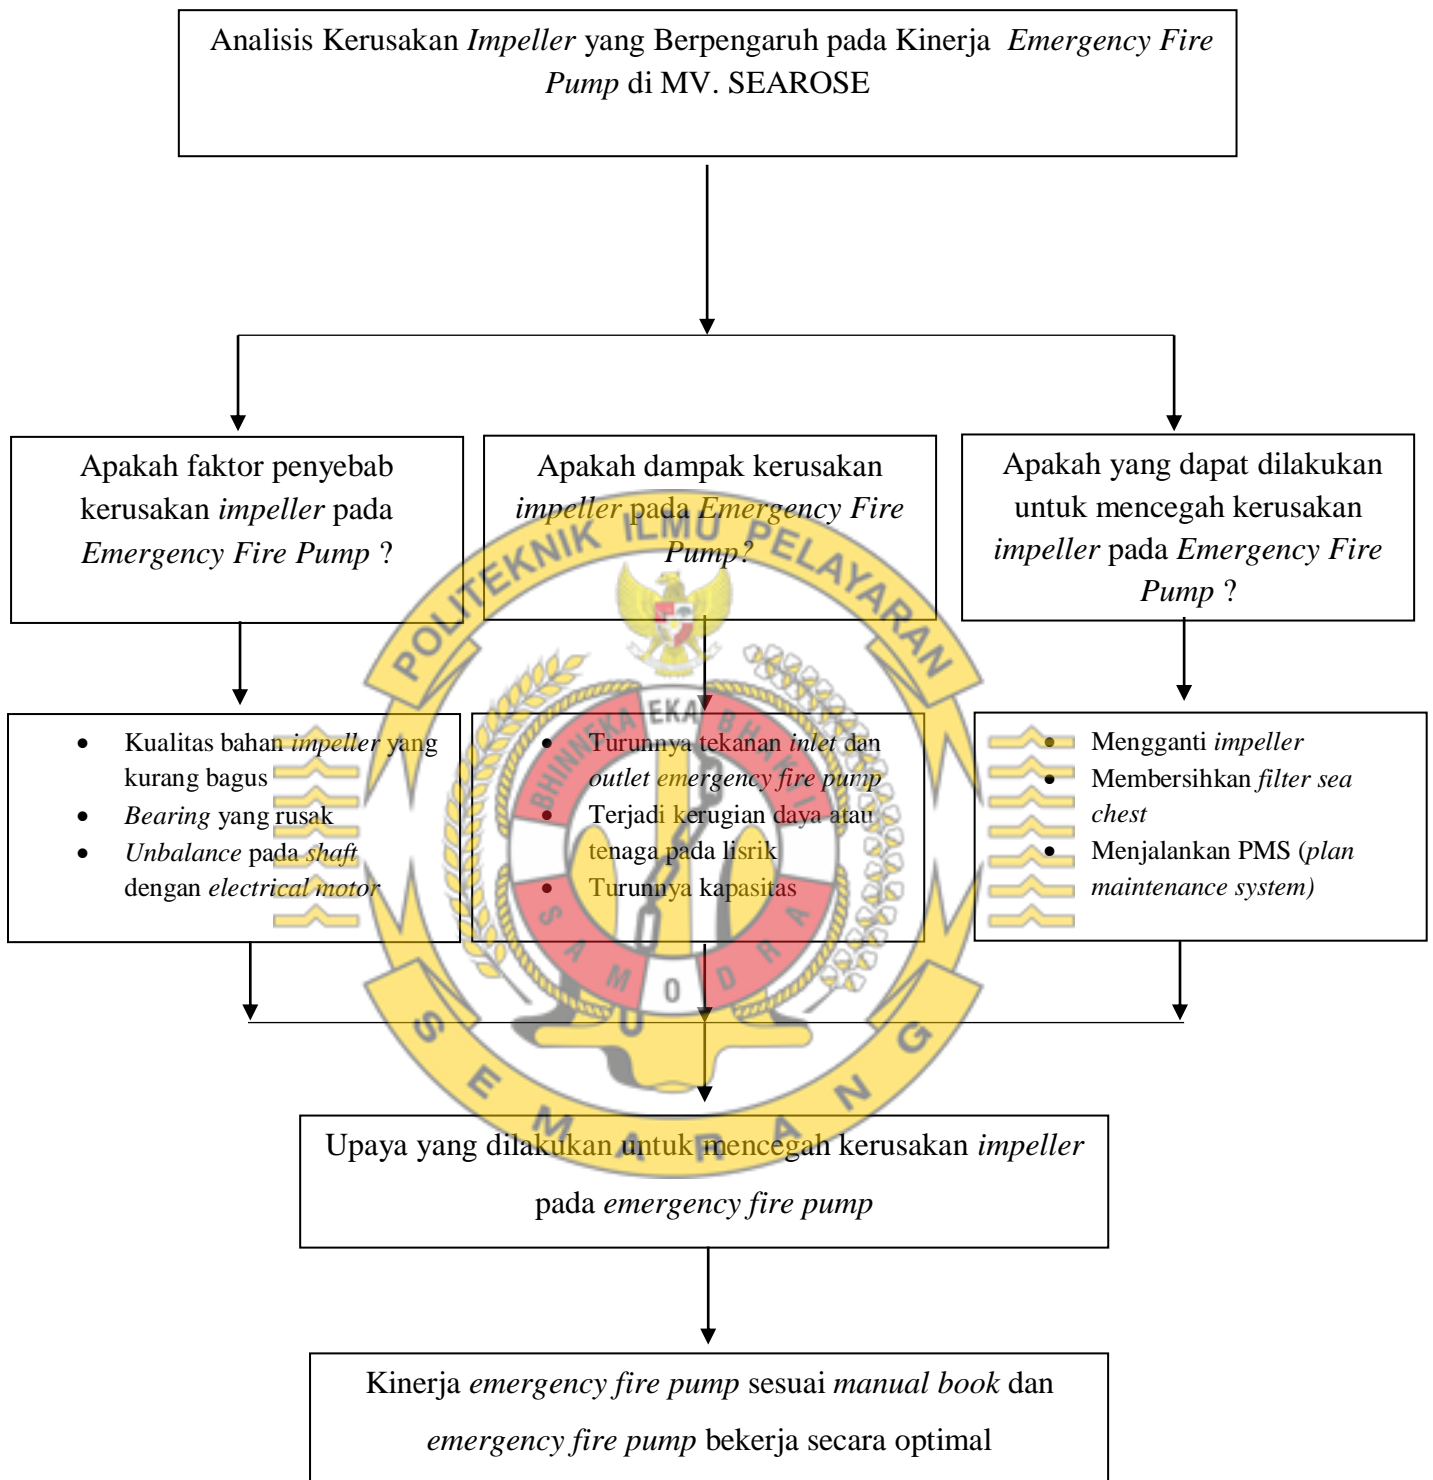 Analisis Kerusakan Impeller yang Berpengaruh pada Kinerja Emergency Fire
Pump di MV. SEAROSE
Apakah faktor penyebab
kerusakan impeller pada
Emergency Fire Pump ?
Apakah dampak kerusakan
impeller pada Emergency Fire
Pump?
Apakah yang dapat dilakukan
untuk mencegah kerusakan
impeller pada Emergency Fire
Pump ?
POLITEKNIK ILMU PELAYARAN
BHINNEKA EKA BHAKTI
• Kualitas bahan impeller yang
kurang bagus
• Bearing yang rusak
• Unbalance pada shaft
dengan electrical motor
• Turunnya tekanan inlet dan
outlet emergency fire pump
• Terjadi kerugian daya atau
tenaga pada lisrik
• Turunnya kapasitas
• Mengganti impeller
• Membersihkan filter sea
chest
• Menjalankan PMS (plan
maintenance system)
SAMODRA
U
SEMARANG
Upaya yang dilakukan untuk mencegah kerusakan impeller
pada emergency fire pump
Kinerja emergency fire pump sesuai manual book dan
emergency fire pump bekerja secara optimal